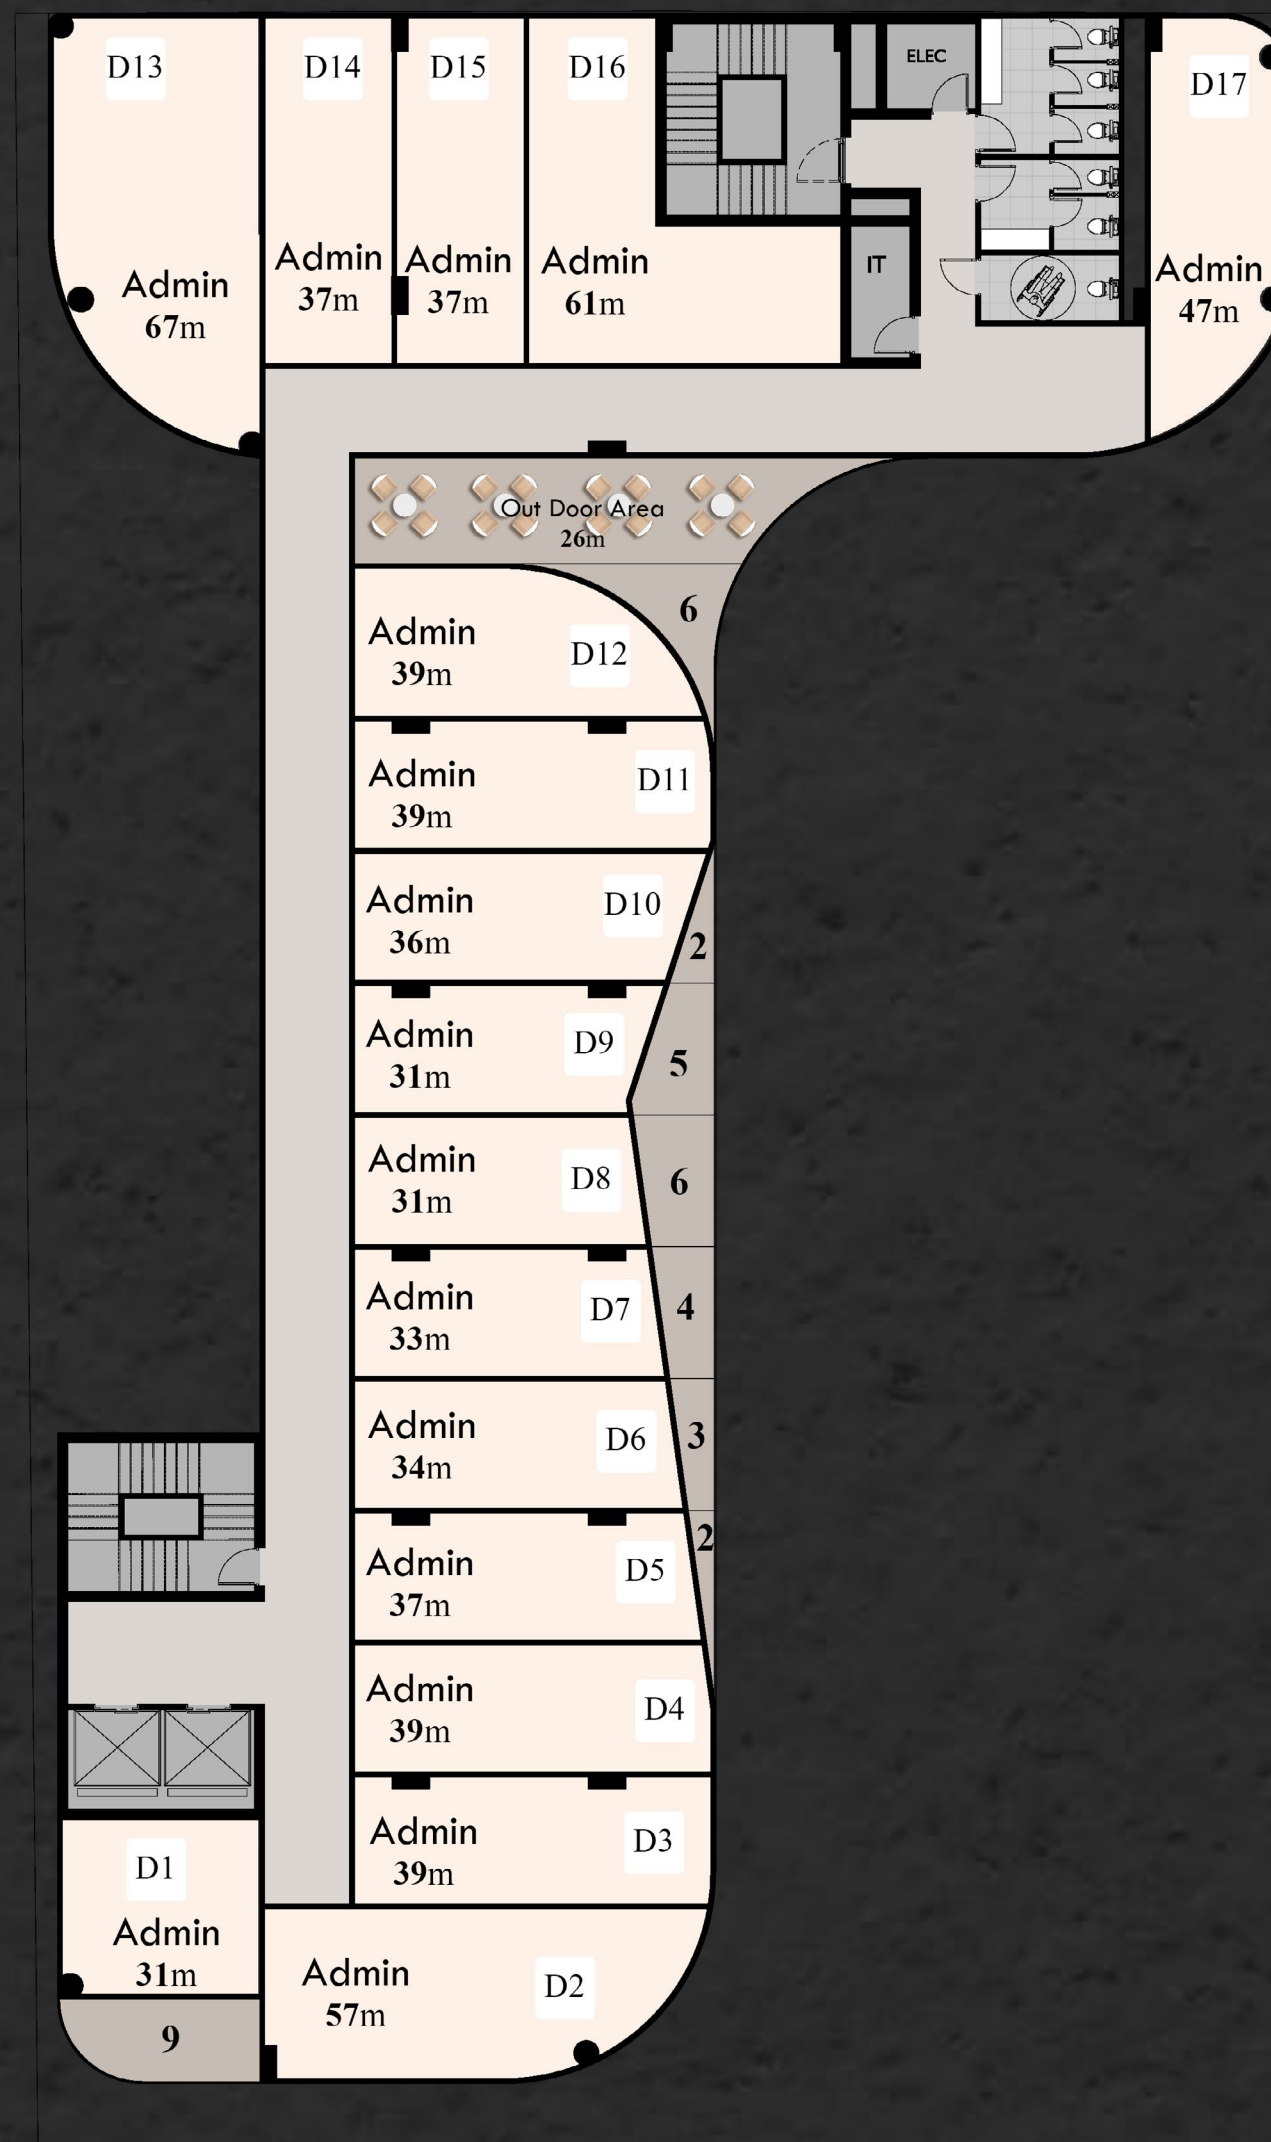 D13
D14
D15
D16
ELEC
D17
Admin
67m
Admin
37m
Admin
37m
Admin
61m
IT
Admin
47m
Out Door Area
26m
6
Admin
39m
D12
Admin
39m
D11
Admin
36m
D10
2
Admin
31m
D9
5
Admin
31m
D8
6
Admin
33m
D7
4
Admin
34m
D6
3
Admin
37m
D5
2
Admin
39m
D4
Admin
39m
D3
D1
Admin
31m
9
Admin
57m
D2